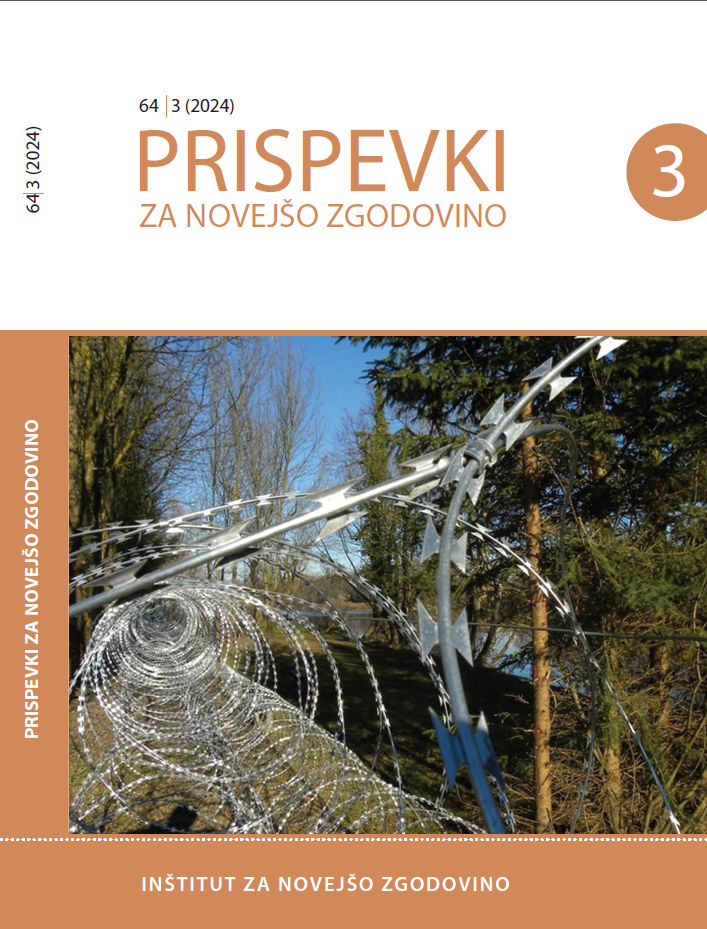 64 | 3 (2024)
PRISPEVKI
ZA NOVEJŠO ZGODOVINO
3
64 | 3 (2024)
PRISPEVKI ZA NOVEJŠO ZGODOVINO
INŠTITUT ZA NOVEJŠO ZGODOVINO